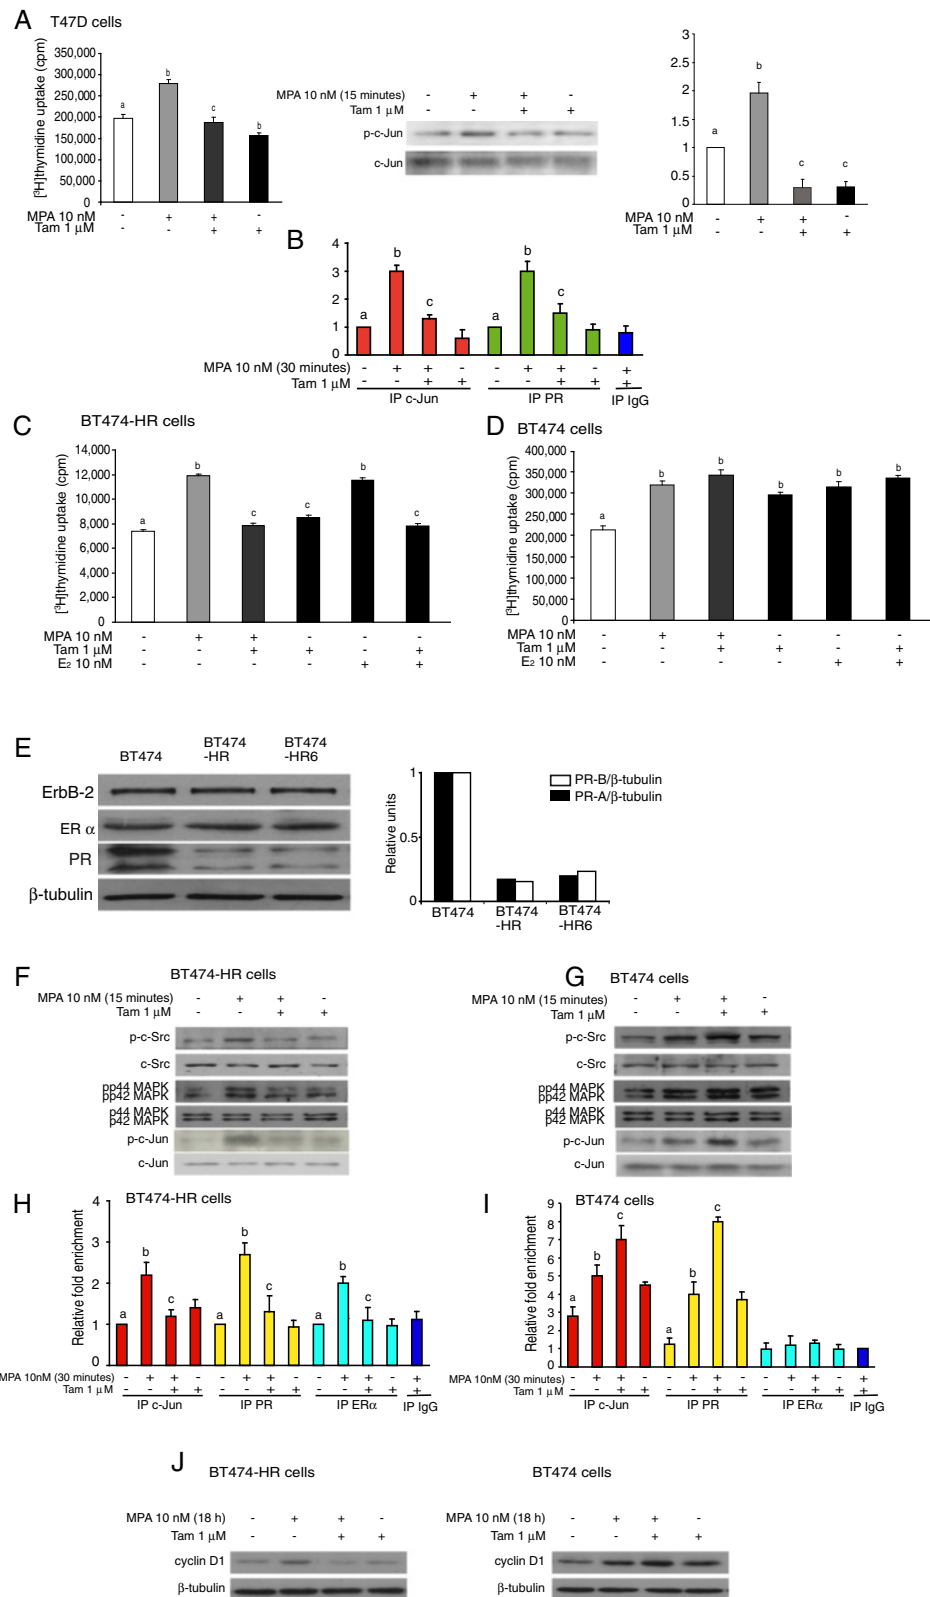 A T47D cells
[³H]thymidine uptake (cpm)
350,000
300,000
250,000
200,000
150,000
100,000
50,000
0
a b c b
MPA 10 nM - + + -
Tam 1 µM - - + +
MPA 10 nM (15 minutes) - + + -
Tam 1 µM - - + +
p-c-Jun
c-Jun
3
2.5
2
1.5
1
0.5
0
a b c c
MPA 10 nM - + + -
Tam 1 µM - - + +
B
4
3
2
1
0
a b c a b c
MPA 10 nM (30 minutes) - + + - - + + - +
Tam 1 µM - - + + - - + + +
IP c-Jun IP PR IP IgG
C BT474-HR cells
[³H]thymidine uptake (cpm)
14,000
12,000
10,000
8,000
6,000
4,000
2,000
0
a b c c b c
MPA 10 nM - + + - - -
Tam 1 µM - - + + - +
E2 10 nM - - - - + +
D BT474 cells
[³H]thymidine uptake (cpm)
400,000
350,000
300,000
250,000
200,000
150,000
100,000
50,000
0
a b b b b b
MPA 10 nM - + + - - -
Tam 1 µM - - + + - +
E2 10 nM - - - - + +
E
BT474 BT474 -HR BT474 -HR6
ErbB-2
ER α
PR
β-tubulin
Relative units
1
0.5
0
PR-B/β-tubulin
PR-A/β-tubulin
BT474 BT474 -HR BT474 -HR6
F BT474-HR cells
MPA 10 nM (15 minutes) - + + -
Tam 1 µM - - + +
p-c-Src
c-Src
pp44 MAPK
pp42 MAPK
p44 MAPK
p42 MAPK
p-c-Jun
c-Jun
G BT474 cells
MPA 10 nM (15 minutes) - + + -
Tam 1 µM - - + +
p-c-Src
c-Src
pp44 MAPK
pp42 MAPK
p44 MAPK
p42 MAPK
p-c-Jun
c-Jun
H BT474-HR cells
Relative fold enrichment
4
3
2
1
0
a b c a b c a b c
MPA 10nM (30 minutes) - + + - - + + - - + + - +
Tam 1 µM - - + + - - + + - - + + +
IP c-Jun IP PR IP ERα IP IgG
I BT474 cells
Relative fold enrichment
9
8
7
5
4
3
2
1
0
a b c a b c
MPA 10nM (30 minutes) - + + - - + + - - + + - +
Tam 1 µM - - + + - - + + - - + + +
IP c-Jun IP PR IP ERα IP IgG
J BT474-HR cells
MPA 10 nM (18 h) - + + -
Tam 1 µM - - + +
cyclin D1
β-tubulin
BT474 cells
MPA 10 nM (18 h) - + + -
Tam 1 µM - - + +
cyclin D1
β-tubulin